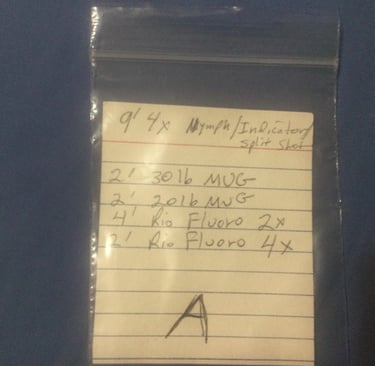 9' 4x Nymph/Indicator/
split shot
2' 30lb MUG
2' 20lb MUG
4' Rio Fluoro 2x
2' Rio Fluoro 4x
A